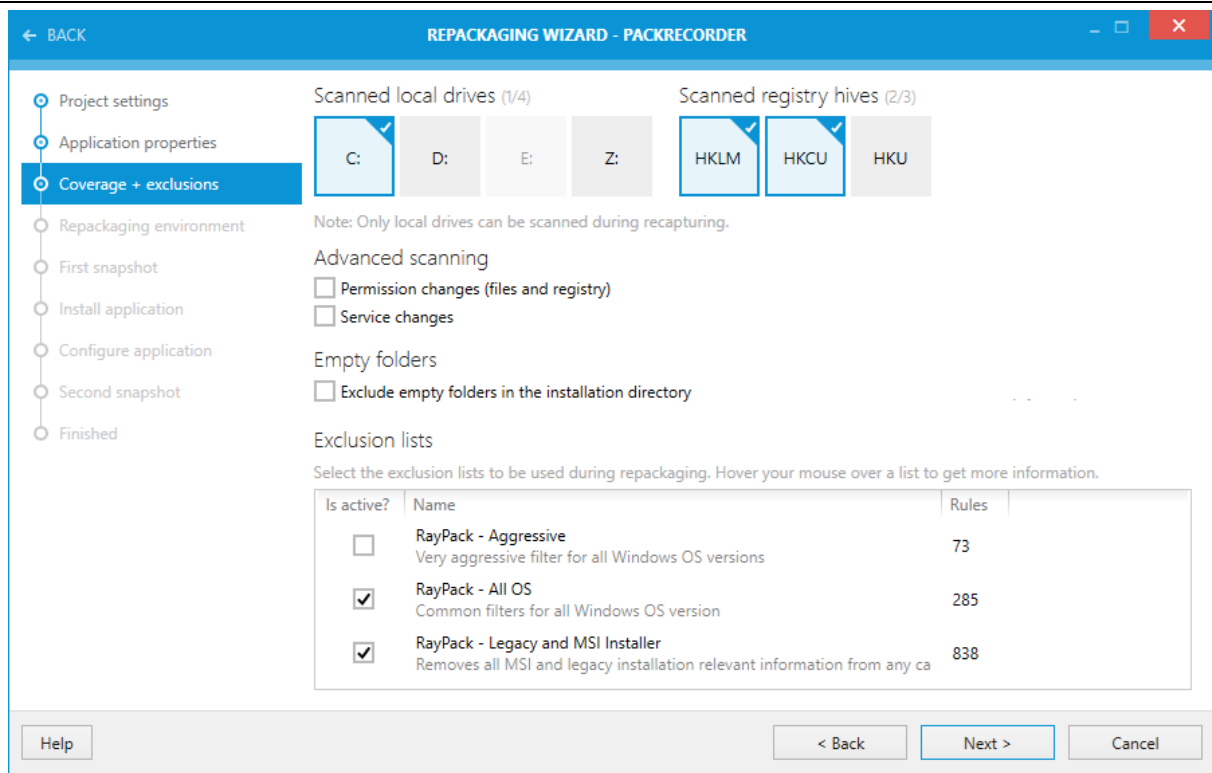 ← BACK
REPACKAGING WIZARD - PACKRECORDER
Project settings
Application properties
Coverage + exclusions
Repackaging environment
First snapshot
Install application
Configure application
Second snapshot
Finished
Scanned local drives (1/4)
C: D: E: Z:
Scanned registry hives (2/3)
HKLM HKCU HKU
Note: Only local drives can be scanned during recapturing.
Advanced scanning
Permission changes (files and registry)
Service changes
Empty folders
Exclude empty folders in the installation directory
Exclusion lists
Select the exclusion lists to be used during repackaging. Hover your mouse over a list to get more information.
Is active? Name Rules
RayPack - Aggressive
Very aggressive filter for all Windows OS versions
73
RayPack - All OS
Common filters for all Windows OS version
285
RayPack - Legacy and MSI Installer
Removes all MSI and legacy installation relevant information from any ca
838
Help
< Back
Next >
Cancel